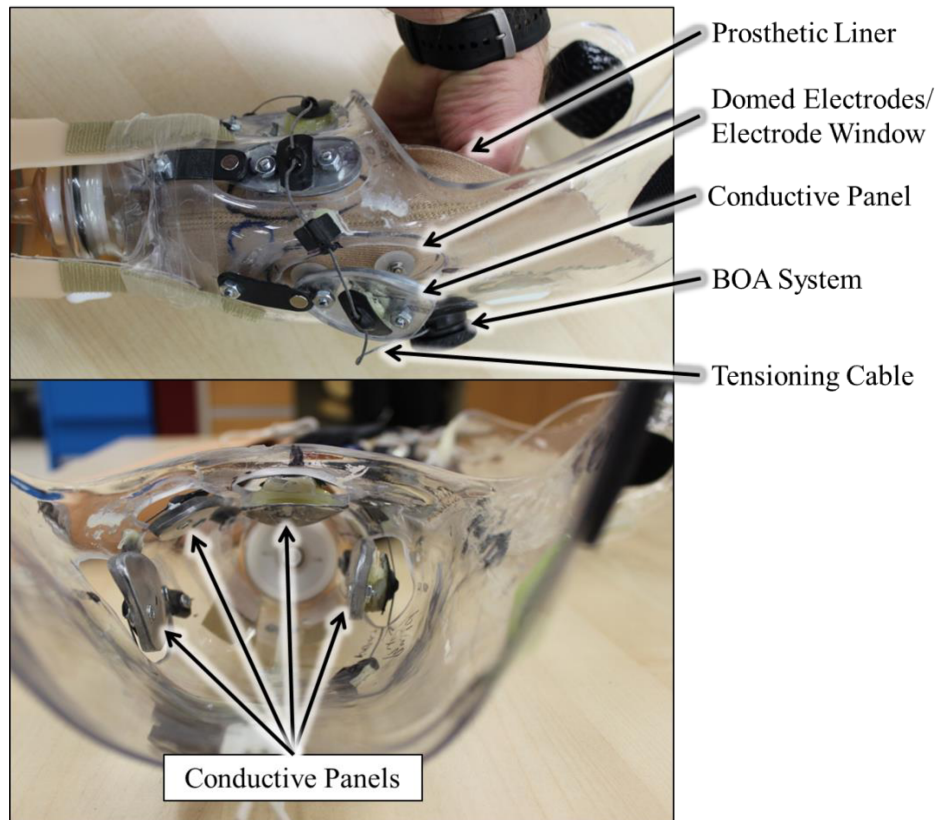 Prosthetic Liner
Domed Electrodes/
Electrode Window
Conductive Panel
BOA System
Tensioning Cable
Conductive Panels